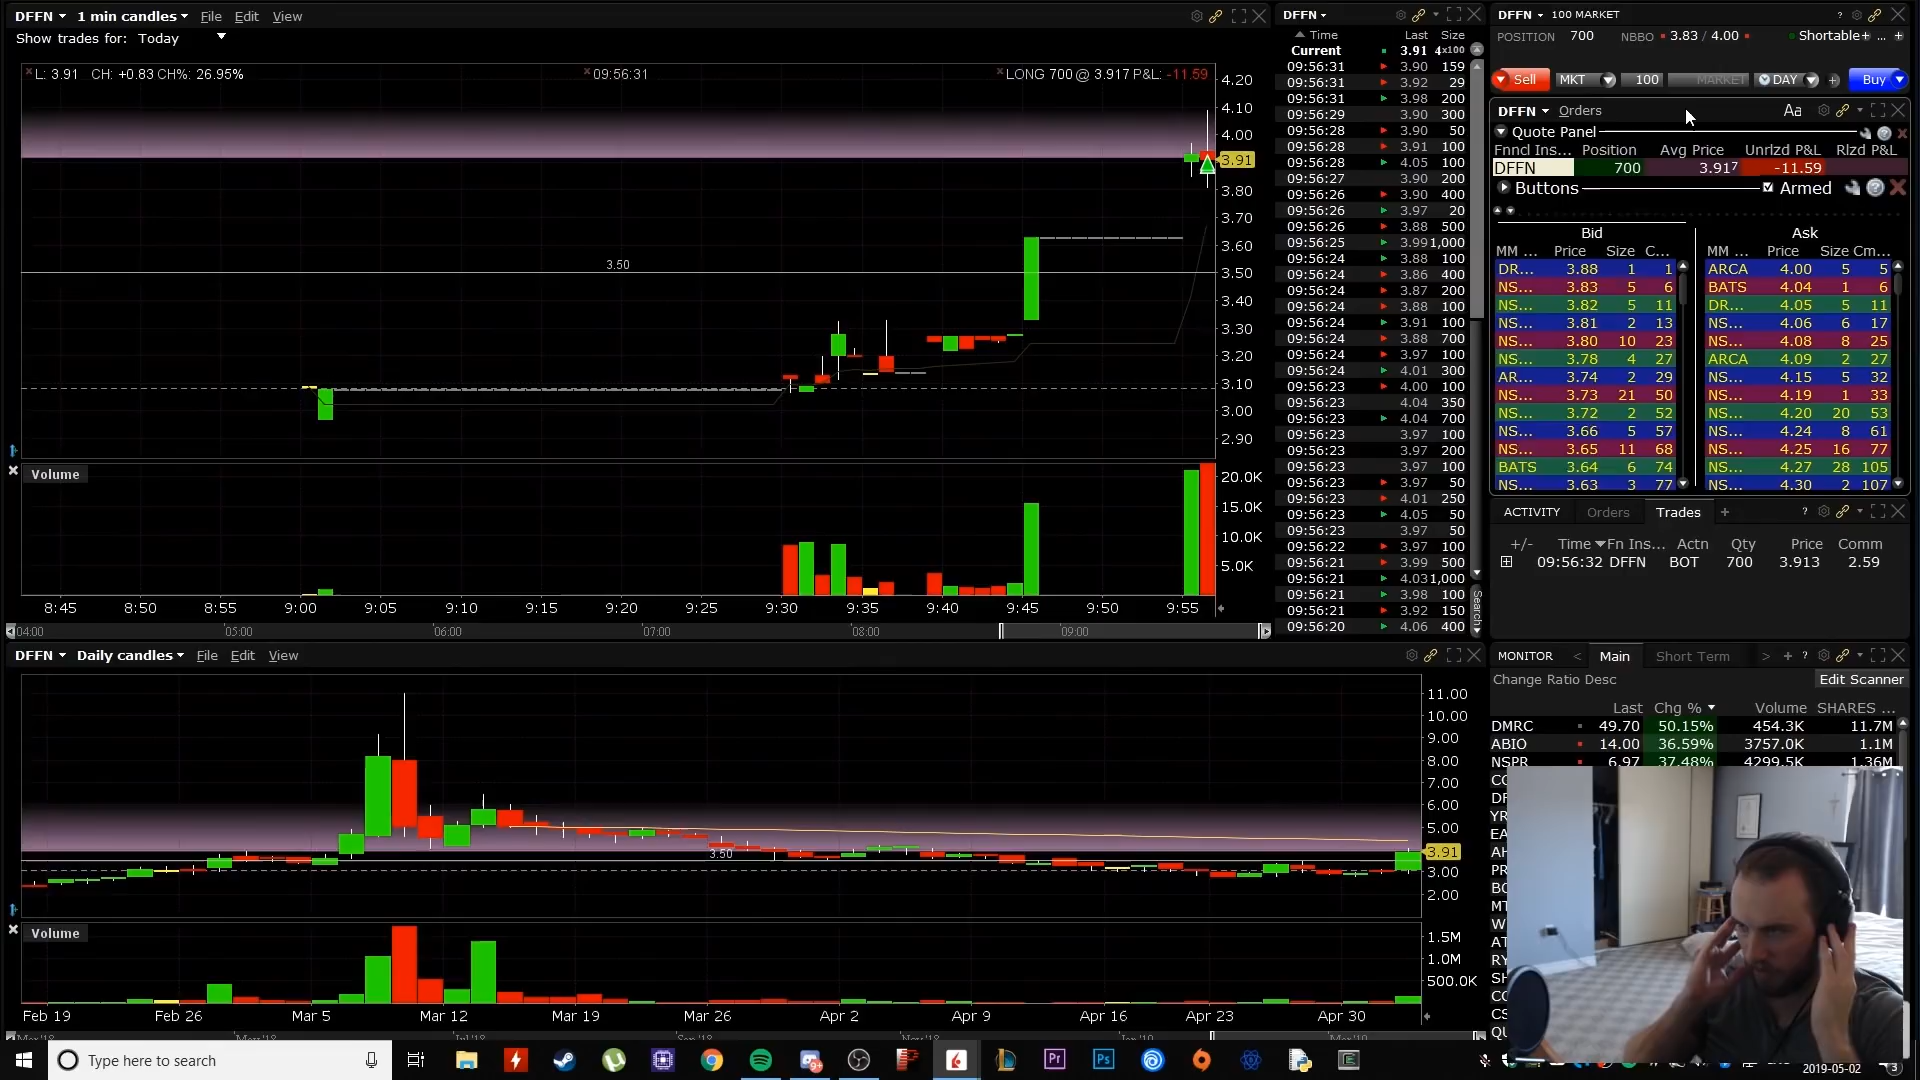 DFFN 1 min candles File Edit View
Show trades for: Today
L: 3.91 CH: +0.83 CH%: 26.95%
09:56:31
LONG 700 @ 3.917 P&L: -11.59
3.50
4.20
4.10
4.00
3.91
3.80
3.70
3.60
3.50
3.40
3.30
3.20
3.10
3.00
2.90
Volume
20.0K
15.0K
10.0K
5.0K
8:45 8:50 8:55 9:00 9:05 9:10 9:15 9:20 9:25 9:30 9:35 9:40 9:45 9:50 9:55
04:00 05:00 06:00 07:00 08:00 09:00
DFFN
Time Last Size
Current 3.91 4x100
09:56:31 3.90 159
09:56:31 3.92 29
09:56:31 3.98 200
09:56:29 3.90 300
09:56:28 3.90 50
09:56:28 3.91 100
09:56:28 4.05 100
09:56:27 3.90 200
09:56:26 3.90 400
09:56:26 3.97 20
09:56:26 3.88 500
09:56:25 3.99 1,000
09:56:24 3.88 100
09:56:24 3.86 400
09:56:24 3.87 200
09:56:24 3.88 100
09:56:24 3.91 100
09:56:24 3.88 700
09:56:24 3.97 100
09:56:24 4.01 300
09:56:23 4.00 100
09:56:23 4.04 350
09:56:23 4.04 700
09:56:23 3.97 100
09:56:23 3.97 200
09:56:23 3.97 100
09:56:23 3.97 50
09:56:23 4.01 250
09:56:23 4.05 50
09:56:23 3.97 50
09:56:22 3.97 100
09:56:21 3.99 500
09:56:21 4.03 1,000
09:56:21 3.98 100
09:56:21 3.92 150
09:56:20 4.06 400
Search
DFFN 100 MARKET
POSITION 700 NBBO 3.83 / 4.00 Shortable
Sell MKT 100 MARKET DAY Buy
DFFN Orders Aa
Quote Panel
Fnncl Ins... Position Avg Price Unrlzd P&L Rlzd P&L
DFFN 700 3.917 -11.59
Buttons Armed
Bid Ask
MM ... Price Size C... MM ... Price Size Cm...
DR... 3.88 1 1 ARCA 4.00 5 5
NS... 3.83 5 6 BATS 4.04 1 6
NS... 3.82 5 11 DR... 4.05 5 11
NS... 3.81 2 13 NS... 4.06 6 17
NS... 3.80 10 23 NS... 4.08 8 25
NS... 3.78 4 27 ARCA 4.09 2 27
AR... 3.74 2 29 NS... 4.15 5 32
NS... 3.73 21 50 NS... 4.19 1 33
NS... 3.72 2 52 NS... 4.20 20 53
NS... 3.66 5 57 NS... 4.24 8 61
NS... 3.65 11 68 NS... 4.25 16 77
BATS 3.64 6 74 NS... 4.27 28 105
NS... 3.63 3 77 NS... 4.30 2 107
ACTIVITY Orders Trades +
+/- Time Fn Ins... Actn Qty Price Comm
09:56:32 DFFN BOT 700 3.913 2.59
DFFN Daily candles File Edit View
11.00
10.00
9.00
8.00
7.00
6.00
5.00
3.91
3.00
2.00
3.50
Volume
1.5M
1.0M
500.0K
Feb 19 Feb 26 Mar 5 Mar 12 Mar 19 Mar 26 Apr 2 Apr 9 Apr 16 Apr 23 Apr 30
MONITOR < Main Short Term > +
Change Ratio Desc Edit Scanner
Last Chg % Volume SHARES ...
DMRC 49.70 50.15% 454.3K 11.7M
ABIO 14.00 36.59% 3757.0K 1.1M
NSPR 6.97 37.48% 4299.5K 1.36M
Type here to search
2019-05-02